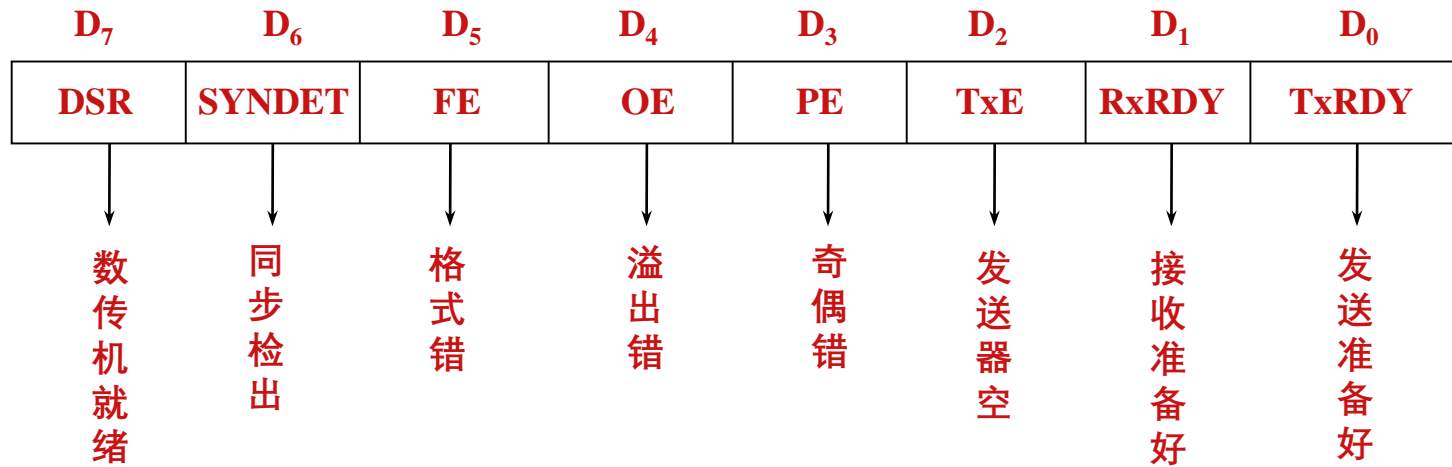 D₇ D₆ D₅ D₄ D₃ D₂ D₁ D₀
DSR SYNDET FE OE PE TxE RxRDY TxRDY
数传机就绪
同步检出
格式错
溢出错
奇偶错
发送器空
接收准备好
发送准备好